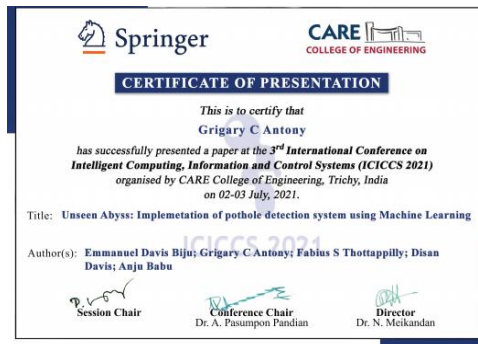 Springer
CARE
COLLEGE OF ENGINEERING
CERTIFICATE OF PRESENTATION
This is to certify that
Grigary C Antony
has successfully presented a paper at the 3rd International Conference on
Intelligent Computing, Information and Control Systems (ICICCS 2021)
organised by CARE College of Engineering, Trichy, India
on 02-03 July, 2021.
Title: Unseen Abyss: Implemetation of pothole detection system using Machine Learning
ICICCS 2021
Author(s): Emmanuel Davis Biju; Grigary C Antony; Fabius S Thottappilly; Disan
Davis; Anju Babu
Session Chair
Conference Chair
Dr. A. Pasumpon Pandian
Director
Dr. N. Meikandan